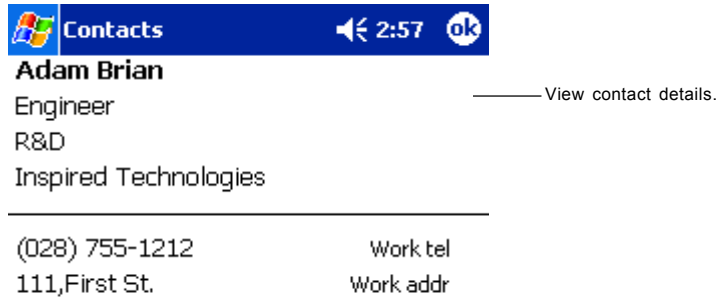 Contacts 2:57 ok
Adam Brian
Engineer
View contact details.
R&D
Inspired Technologies
(028) 755-1212 Work tel
111,First St. Work addr